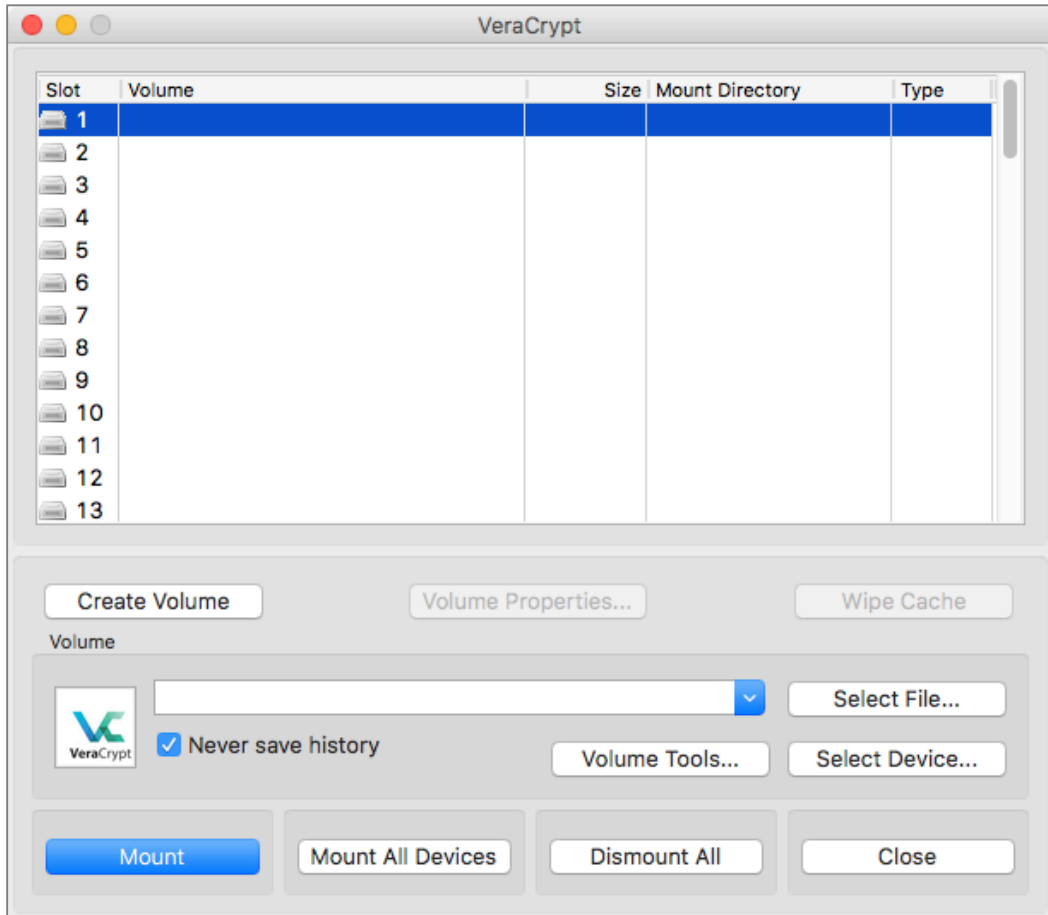 VeraCrypt
Slot Volume Size Mount Directory Type
1
2
3
4
5
6
7
8
9
10
11
12
13
Create Volume Volume Properties... Wipe Cache
Volume
Select File...
VC
VeraCrypt
Never save history
Volume Tools... Select Device...
Mount Mount All Devices Dismount All Close